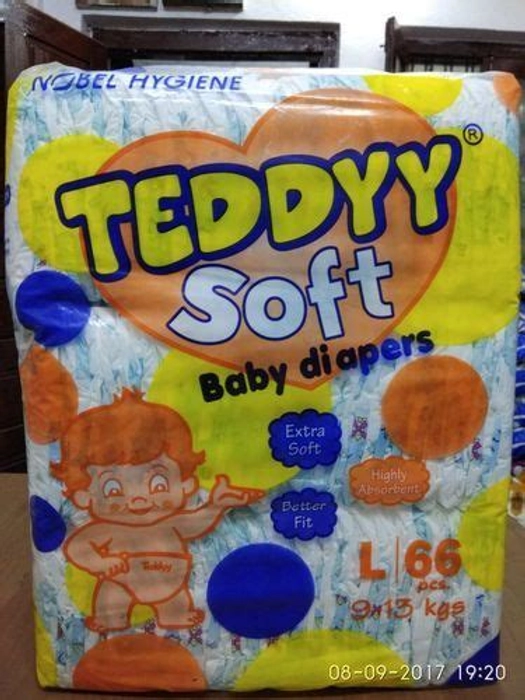 NOBEL HYGIENE
TEDDYY®
Soft
Baby diapers
Extra
Soft
Highly
Absorbent
Better
Fit
L|66
pcs.
9-13 kgs
Teddyy
08-09-2017 19:20